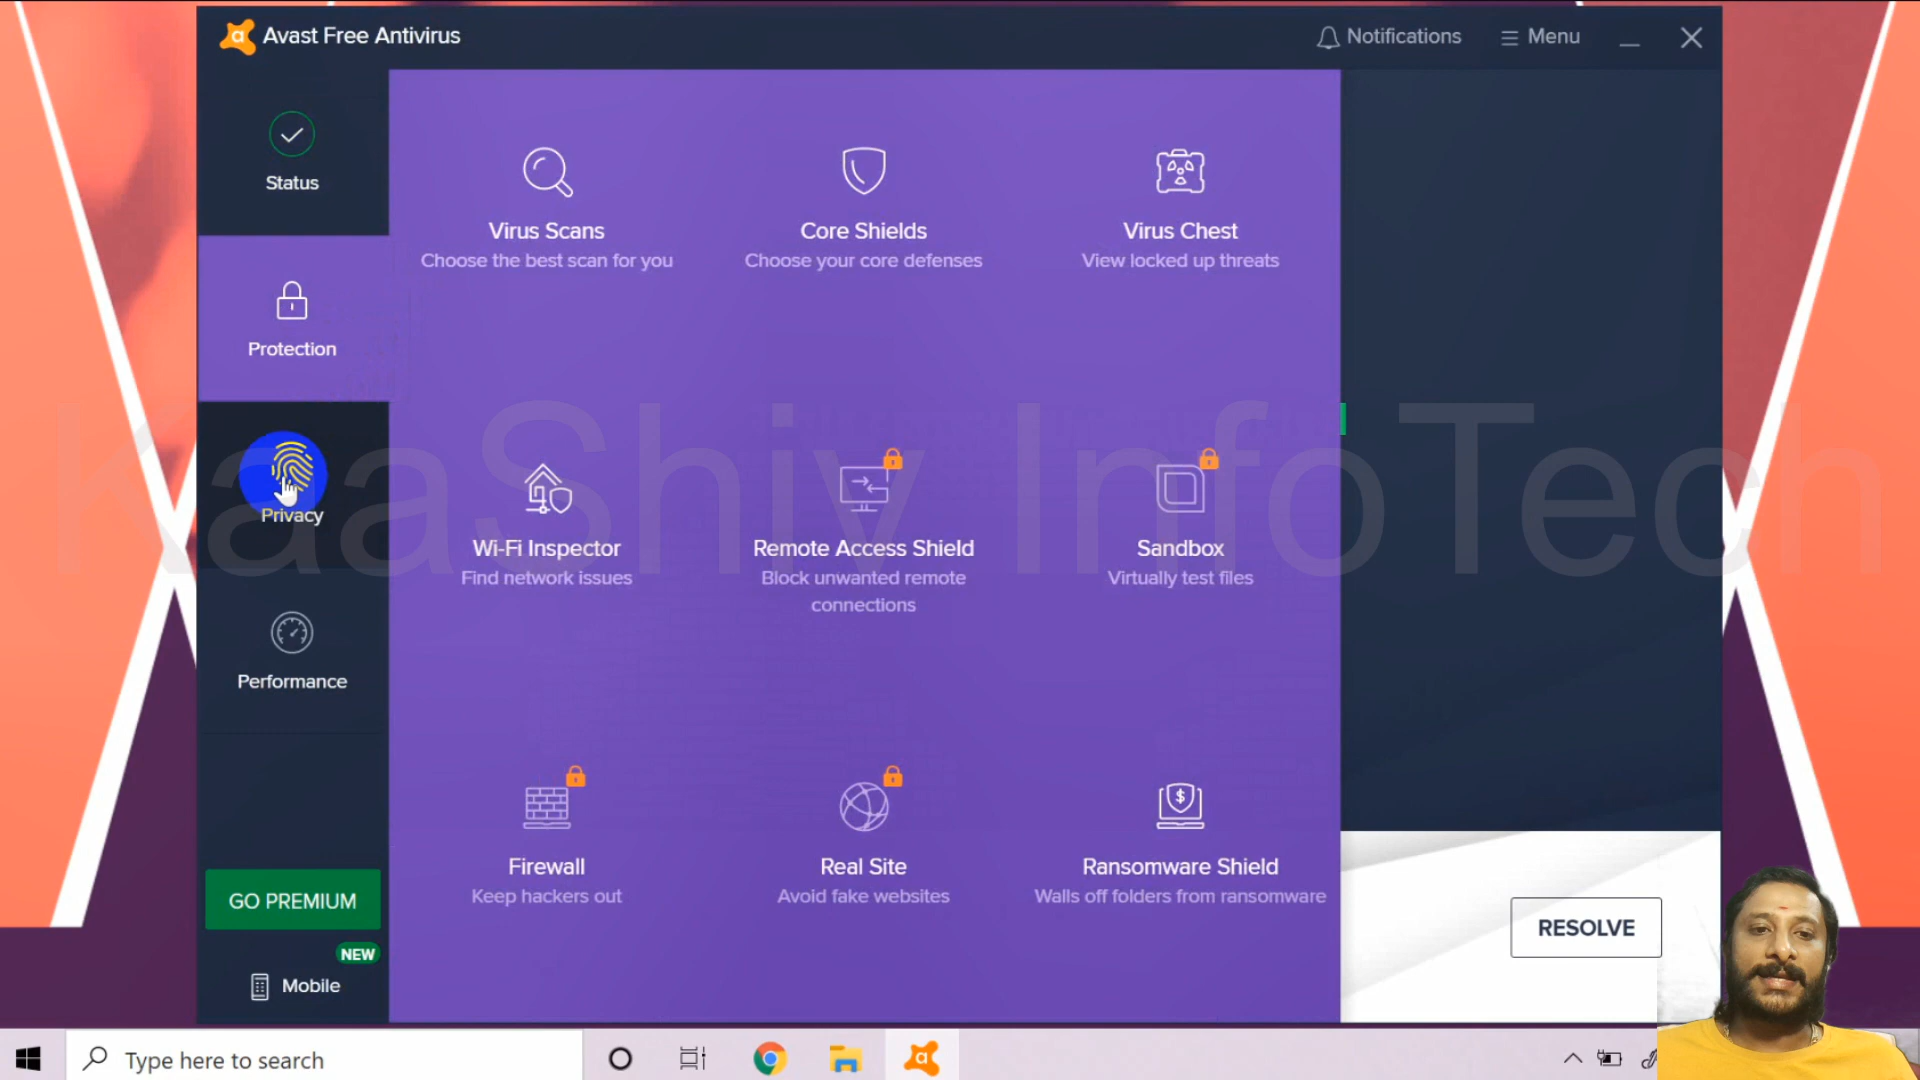 Avast Free Antivirus
Notifications
Menu
Status
Protection
Privacy
Performance
GO PREMIUM
NEW
Mobile
Virus Scans
Choose the best scan for you
Core Shields
Choose your core defenses
Virus Chest
View locked up threats
Wi-Fi Inspector
Find network issues
Remote Access Shield
Block unwanted remote
connections
Sandbox
Virtually test files
Firewall
Keep hackers out
Real Site
Avoid fake websites
Ransomware Shield
Walls off folders from ransomware
RESOLVE
KaaShiv InfoTech
Type here to search